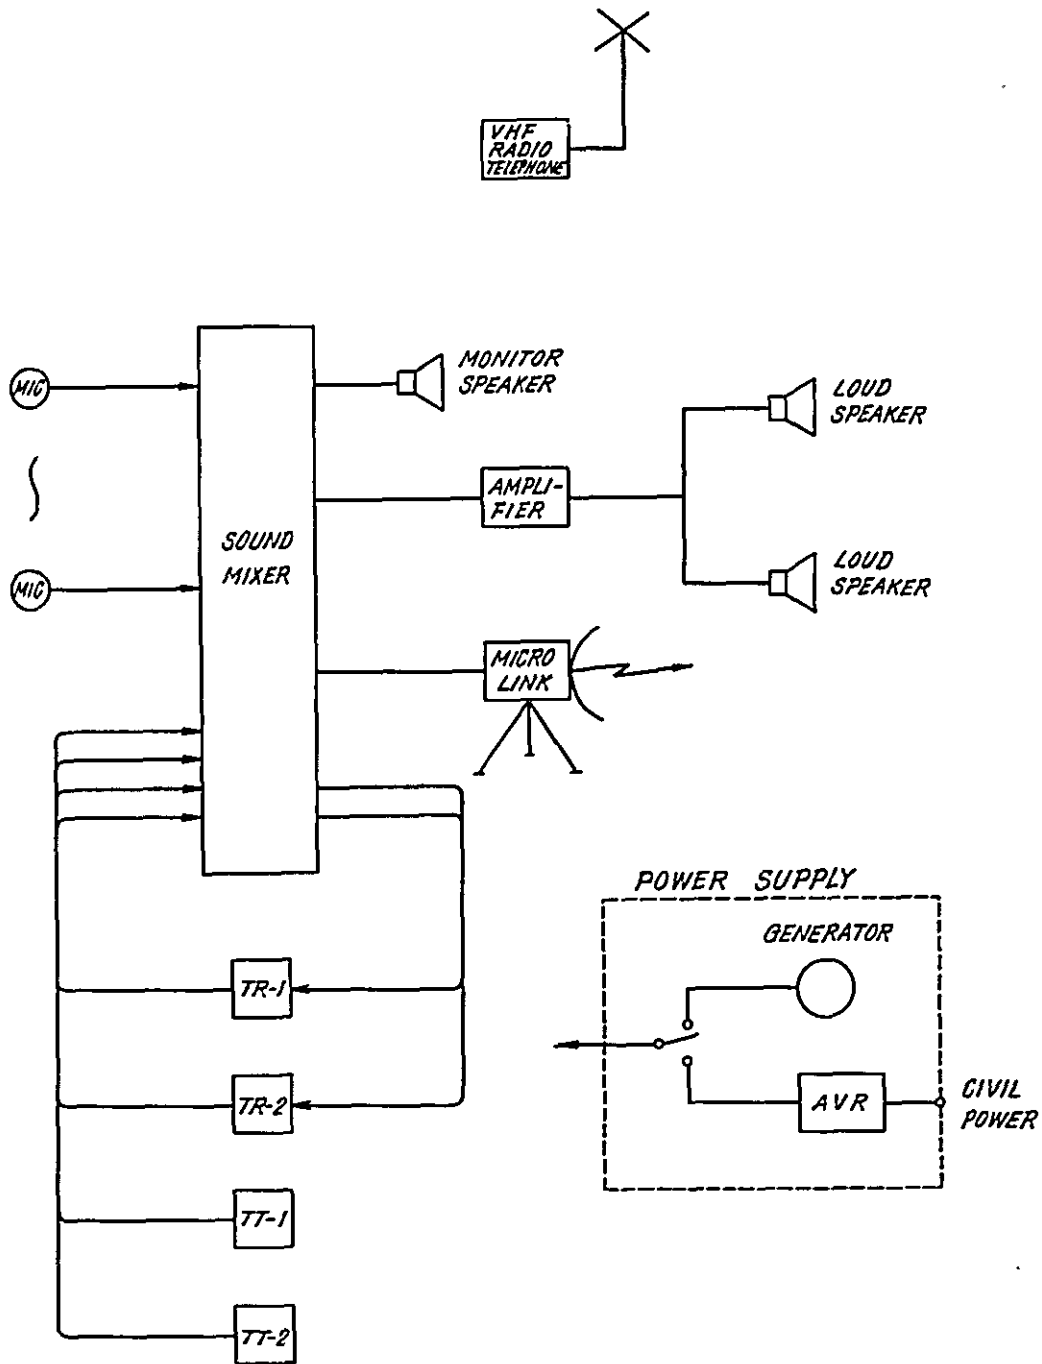 VHF
RADIO
TELEPHONE
MIC
MONITOR
SPEAKER
LOUD
SPEAKER
AMPLI-
FIER
SOUND
MIXER
MIC
LOUD
SPEAKER
MICRO
LINK
POWER SUPPLY
GENERATOR
TR-1
TR-2
AVR
CIVIL
POWER
TT-1
TT-2